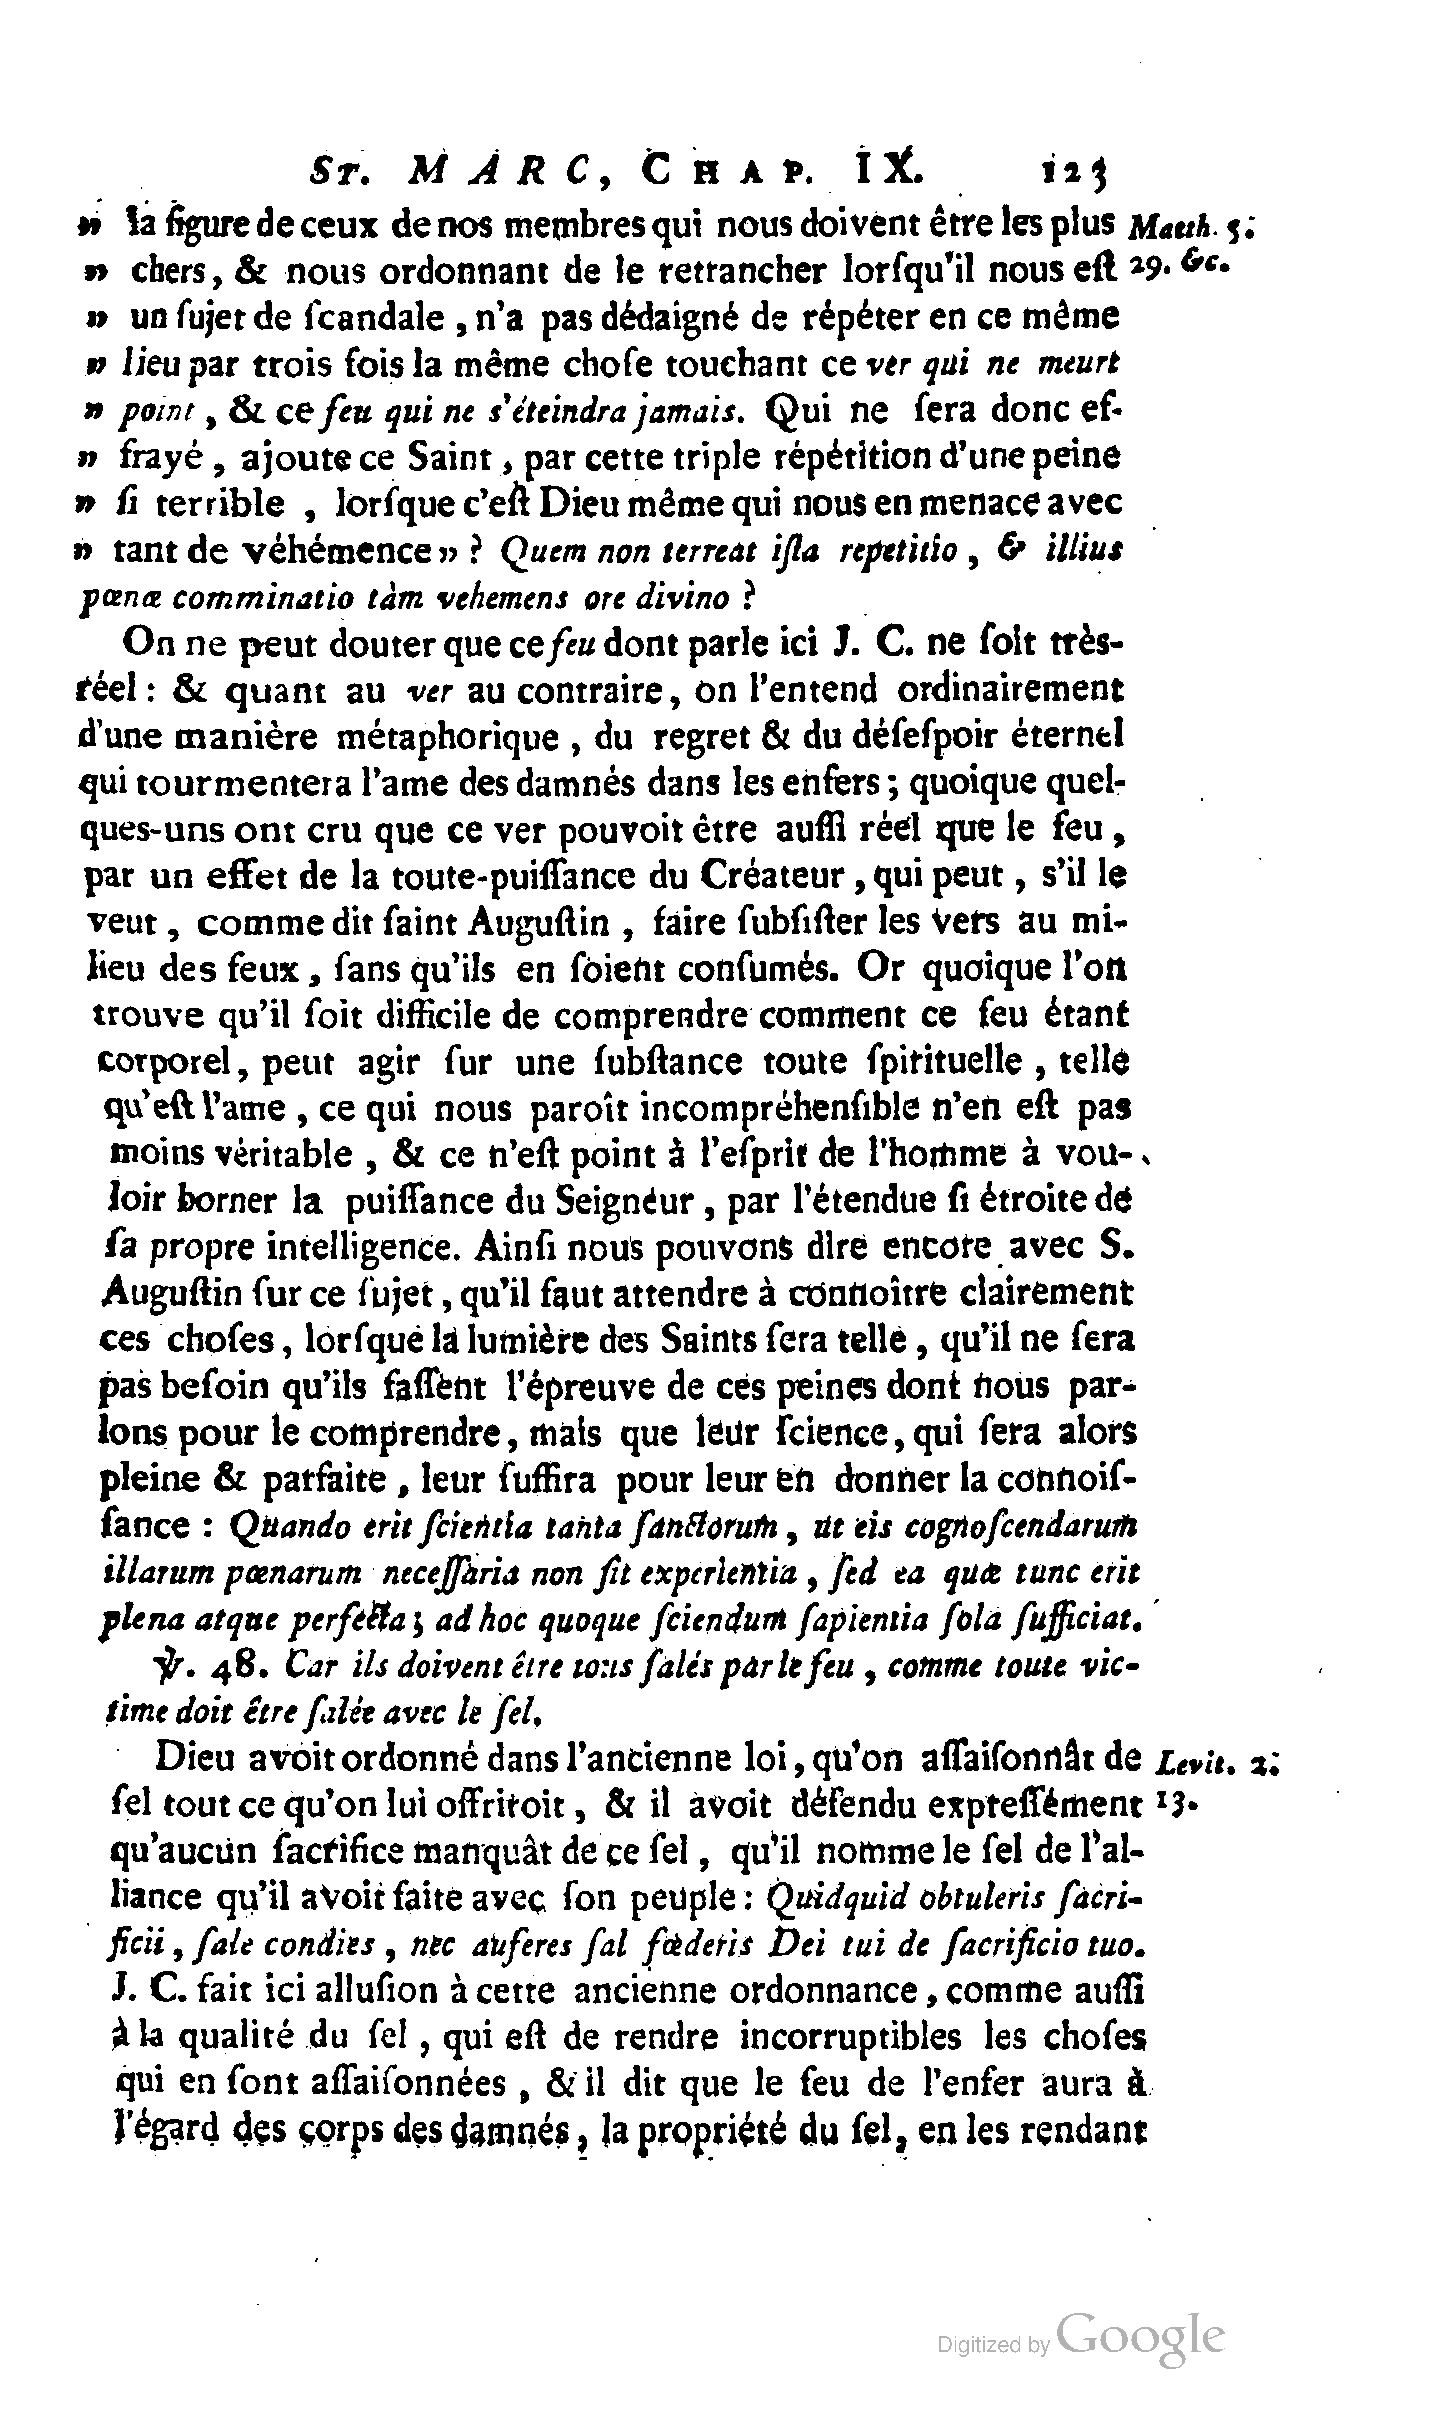 St. MARC, CHAP. IX. 123
» la figure de ceux de nos membres qui nous doivent être les plus Matth. 5.
» chers, & nous ordonnant de le retrancher lorſqu'il nous eſt 29. &c.
» un ſujet de ſcandale, n'a pas dédaigné de répéter en ce même
» lieu par trois fois la même choſe touchant ce ver qui ne meurt
» point, & ce feu qui ne s'éteindra jamais. Qui ne ſera donc ef-
» frayé, ajoute ce Saint, par cette triple répétition d'une peine
» ſi terrible, lorſque c'eſt Dieu même qui nous en menace avec
» tant de véhémence» ? Quem non terreat iſta repetitio, & illius
pœnæ comminatio tàm vehemens ore divino ?
On ne peut douter que ce feu dont parle ici J. C. ne ſoit très-
réel : & quant au ver au contraire, on l'entend ordinairement
d'une manière métaphorique, du regret & du déſeſpoir éternel
qui tourmentera l'ame des damnés dans les enfers ; quoique quel-
ques-uns ont cru que ce ver pouvoit être auſſi réel que le feu,
par un effet de la toute-puiſſance du Créateur, qui peut, s'il le
veut, comme dit ſaint Auguſtin, faire ſubſiſter les vers au mi-
lieu des feux, ſans qu'ils en ſoient conſumés. Or quoique l'on
trouve qu'il ſoit difficile de comprendre comment ce feu étant
corporel, peut agir ſur une ſubſtance toute ſpirituelle, telle
qu'eſt l'ame, ce qui nous paroît incompréhenſible n'en eſt pas
moins véritable, & ce n'eſt point à l'eſprit de l'homme à vou-
loir borner la puiſſance du Seigneur, par l'étendue ſi étroite de
ſa propre intelligence. Ainſi nous pouvons dire encore avec S.
Auguſtin ſur ce ſujet, qu'il faut attendre à connoître clairement
ces choſes, lorſque la lumière des Saints ſera telle, qu'il ne ſera
pas beſoin qu'ils faſſent l'épreuve de ces peines dont nous par-
lons pour le comprendre, mais que leur ſcience, qui ſera alors
pleine & parfaite, leur ſuffira pour leur en donner la connoiſ-
ſance : Quando erit ſcientia tanta ſanctorum, ut eis cognoſcendarum
illarum pœnarum neceſſaria non ſit experientia, ſed ea quæ tunc erit
plena atque perfecta ; ad hoc quoque ſciendum ſapientia ſola ſufficiat.
℣. 48. Car ils doivent être tous ſalés par le feu, comme toute vic-
time doit être ſalée avec le ſel.
Dieu avoit ordonné dans l'ancienne loi, qu'on aſſaiſonnât de Levit. 2.
ſel tout ce qu'on lui offriroit, & il avoit défendu expreſſément 13.
qu'aucun ſacrifice manquât de ce ſel, qu'il nomme le ſel de l'al-
liance qu'il avoit faite avec ſon peuple : Quidquid obtuleris ſacri-
ficii, ſale condies, nec auferes ſal fœderis Dei tui de ſacrificio tuo.
J. C. fait ici alluſion à cette ancienne ordonnance, comme auſſi
à la qualité du ſel, qui eſt de rendre incorruptibles les choſes
qui en ſont aſſaiſonnées, & il dit que le feu de l'enfer aura à
l'égard des corps des damnés, la propriété du ſel, en les rendant
Digitized by Google